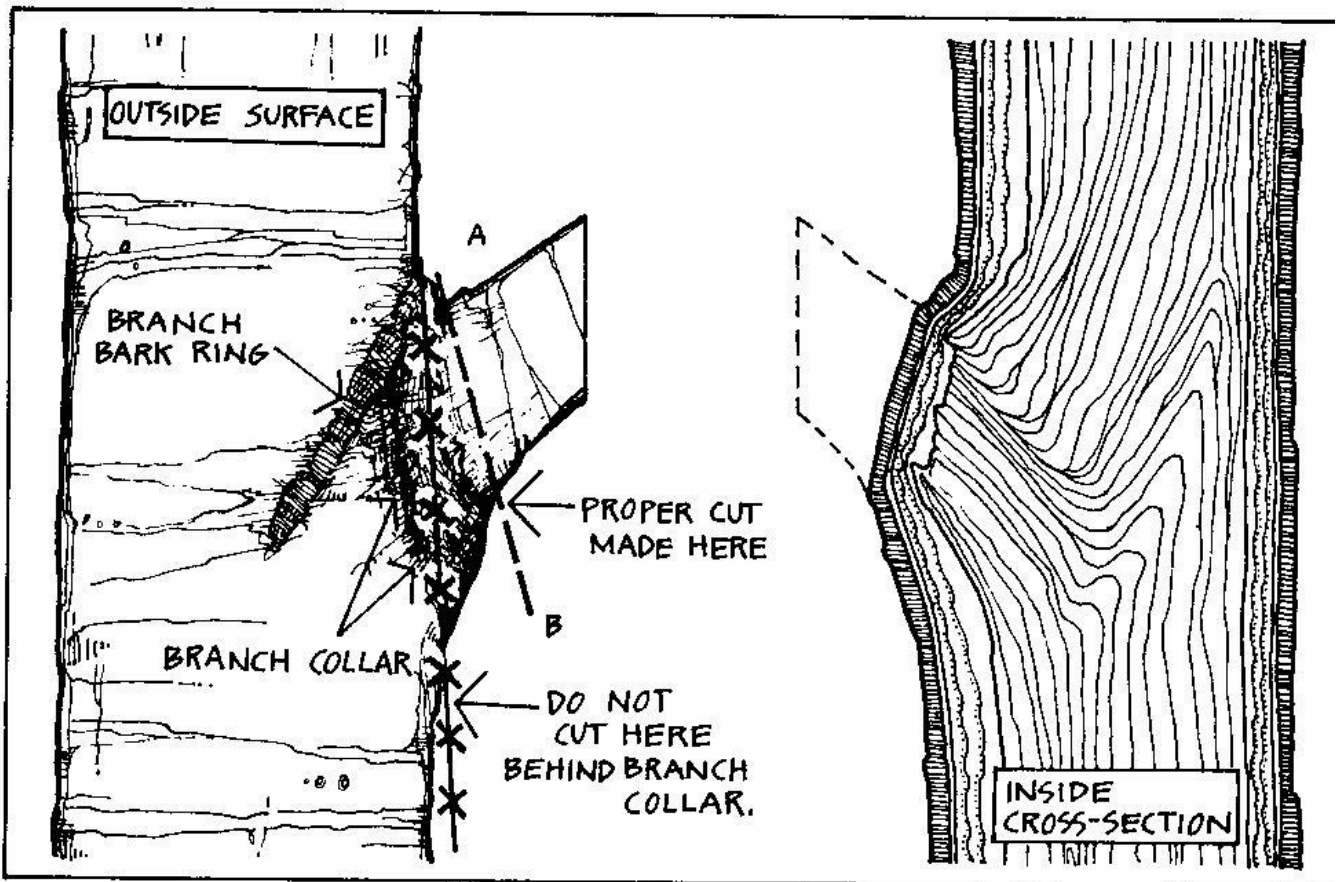 OUTSIDE SURFACE
A
BRANCH
BARK RING
PROPER CUT
MADE HERE
B
BRANCH COLLAR
DO NOT
CUT HERE
BEHIND BRANCH
COLLAR.
INSIDE
CROSS-SECTION